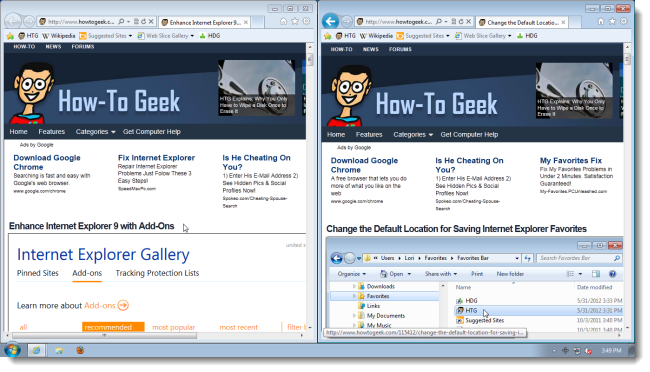 http://www.howtogeek.c...
Enhance Internet Explorer 9...
HTG Wikipedia Suggested Sites Web Slice Gallery HDG
HOW-TO NEWS FORUMS
HTG Explains: Why You Only Have to Wipe a Disk Once to Erase It
How-To Geek
Home Features Categories Get Computer Help
Ads by Google
Download Google Chrome
Searching is fast and easy with Google's web browser.
www.google.com/chrome
Fix Internet Explorer
Repair Internet Explorer Problems Just Folow These 3 Easy Steps!
SpeedMaxPc.com
Is He Cheating On You?
1) Enter His E-Mail Address 2) See Hidden Pics & Social Profiles Now!
Spokeo.com/Cheating-Spouse-Search
Enhance Internet Explorer 9 with Add-Ons
united s
Internet Explorer Gallery
Pinned Sites Add-ons Tracking Protection Lists
Learn more about Add-ons
all recommended most popular most recent filter b
http://www.howtogeek.c...
Change the Default Locatio...
HTG Wikipedia Suggested Sites Web Slice Gallery HDG
HOW-TO NEWS FORUMS
HTG Explains: Why You Only Have to Wipe a Disk Once to Erase It
How-To Geek
Home Features Categories Get Computer Help
Ads by Google
Download Google Chrome
A free browser that lets you do more of what you like on the web
www.google.com/chrome
Is He Cheating On You?
1) Enter His E-Mail Address 2) See Hidden Pics & Social Profiles Now!
Spokeo.com/Cheating-Spouse-Search
My Favorites Fix
Fix My Favorites Problems in Under 2 Minutes. Satisfaction Guaranteed!
My-Favorites.PCUnleashed.com
Change the Default Location for Saving Internet Explorer Favorites
Users Lori Favorites Favorites Bar
Search Favorites Bar
Organize Open Share with Print New folder
Downloads
Favorites
Links
My Documents
My Music
Name Date modified
HDG 5/31/2012 3:33 PM
HTG 5/31/2012 3:31 PM
Suggested Sites 10/3/2011 3:40 PM
10/3/2011 3:40 PM
http://www.howtogeek.com/115412/change-the-default-location-for-saving-i...
3:49 PM